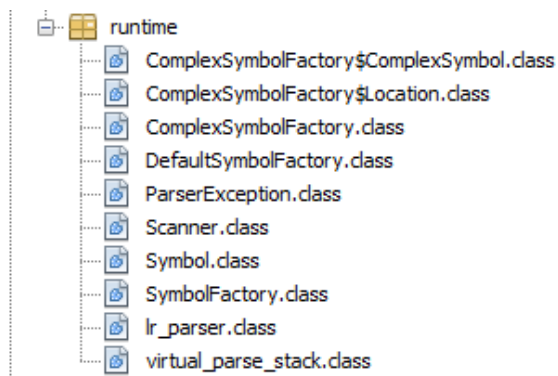 runtime
ComplexSymbolFactory$ComplexSymbol.class
ComplexSymbolFactory$Location.class
ComplexSymbolFactory.class
DefaultSymbolFactory.class
ParserException.class
Scanner.class
Symbol.class
SymbolFactory.class
lr_parser.class
virtual_parse_stack.class